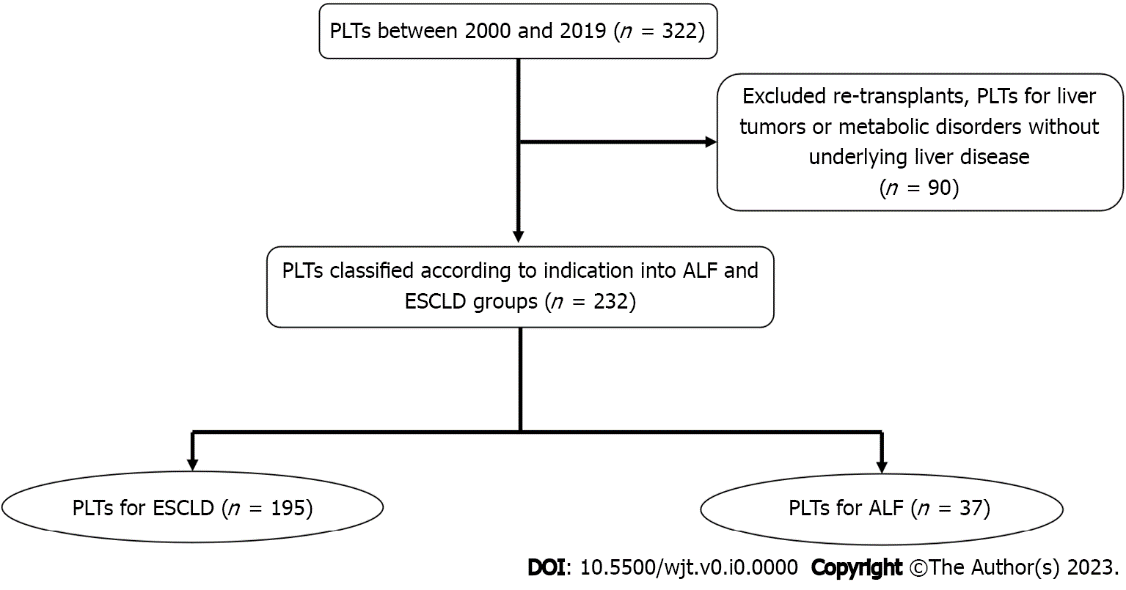 PLTs between 2000 and 2019 (n = 322)
Excluded re-transplants, PLTs for liver
tumors or metabolic disorders without
underlying liver disease
(n = 90)
PLTs classified according to indication into ALF and
ESCLD groups (n = 232)
PLTs for ESCLD (n = 195)
PLTs for ALF (n = 37)
DOI: 10.5500/wjt.v0.i0.0000 Copyright ©The Author(s) 2023.